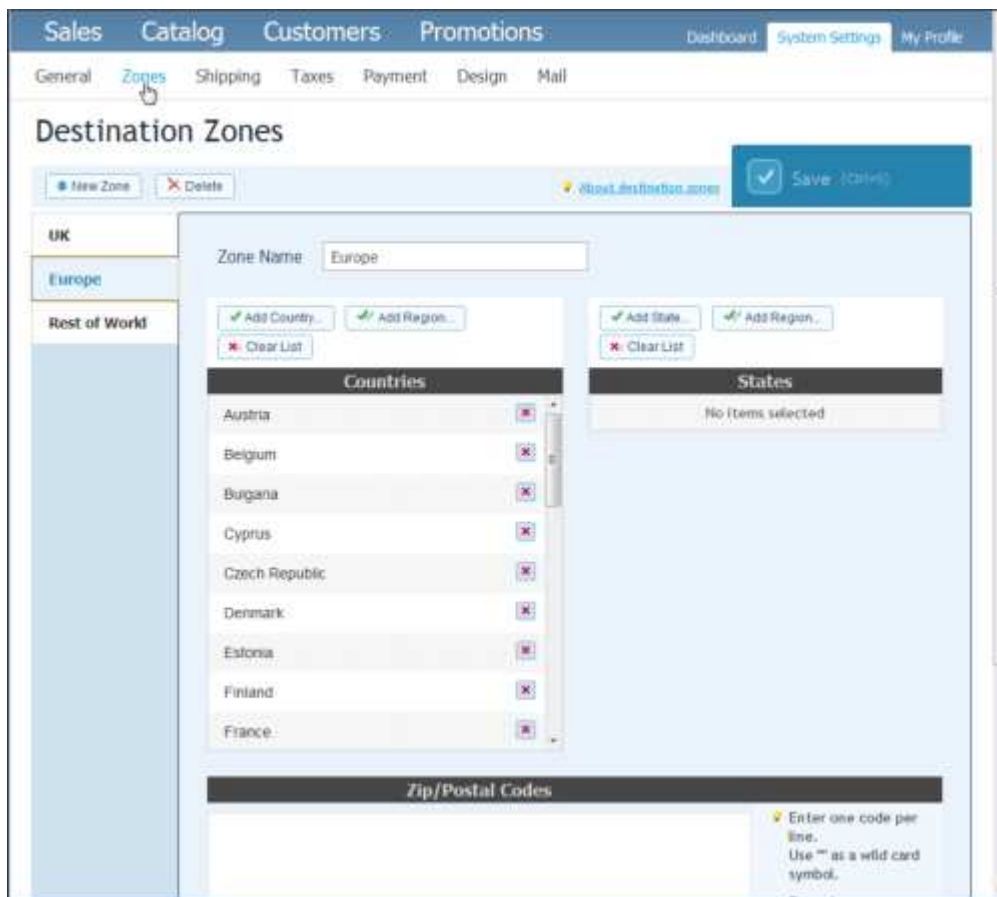 Sales Catalog Customers Promotions Dashboard System Settings My Profile
General Zones Shipping Taxes Payment Design Mail
Destination Zones
New Zone Delete About destination zones Save (Ctrl+S)
UK
Europe
Rest of World
Zone Name Europe
Add Country... Add Region...
Clear List
Countries
Austria
Belgium
Bulgaria
Cyprus
Czech Republic
Denmark
Estonia
Finland
France
Add State... Add Region...
Clear List
States
No items selected
Zip/Postal Codes
Enter one code per
line.
Use "" as a wild card
symbol.